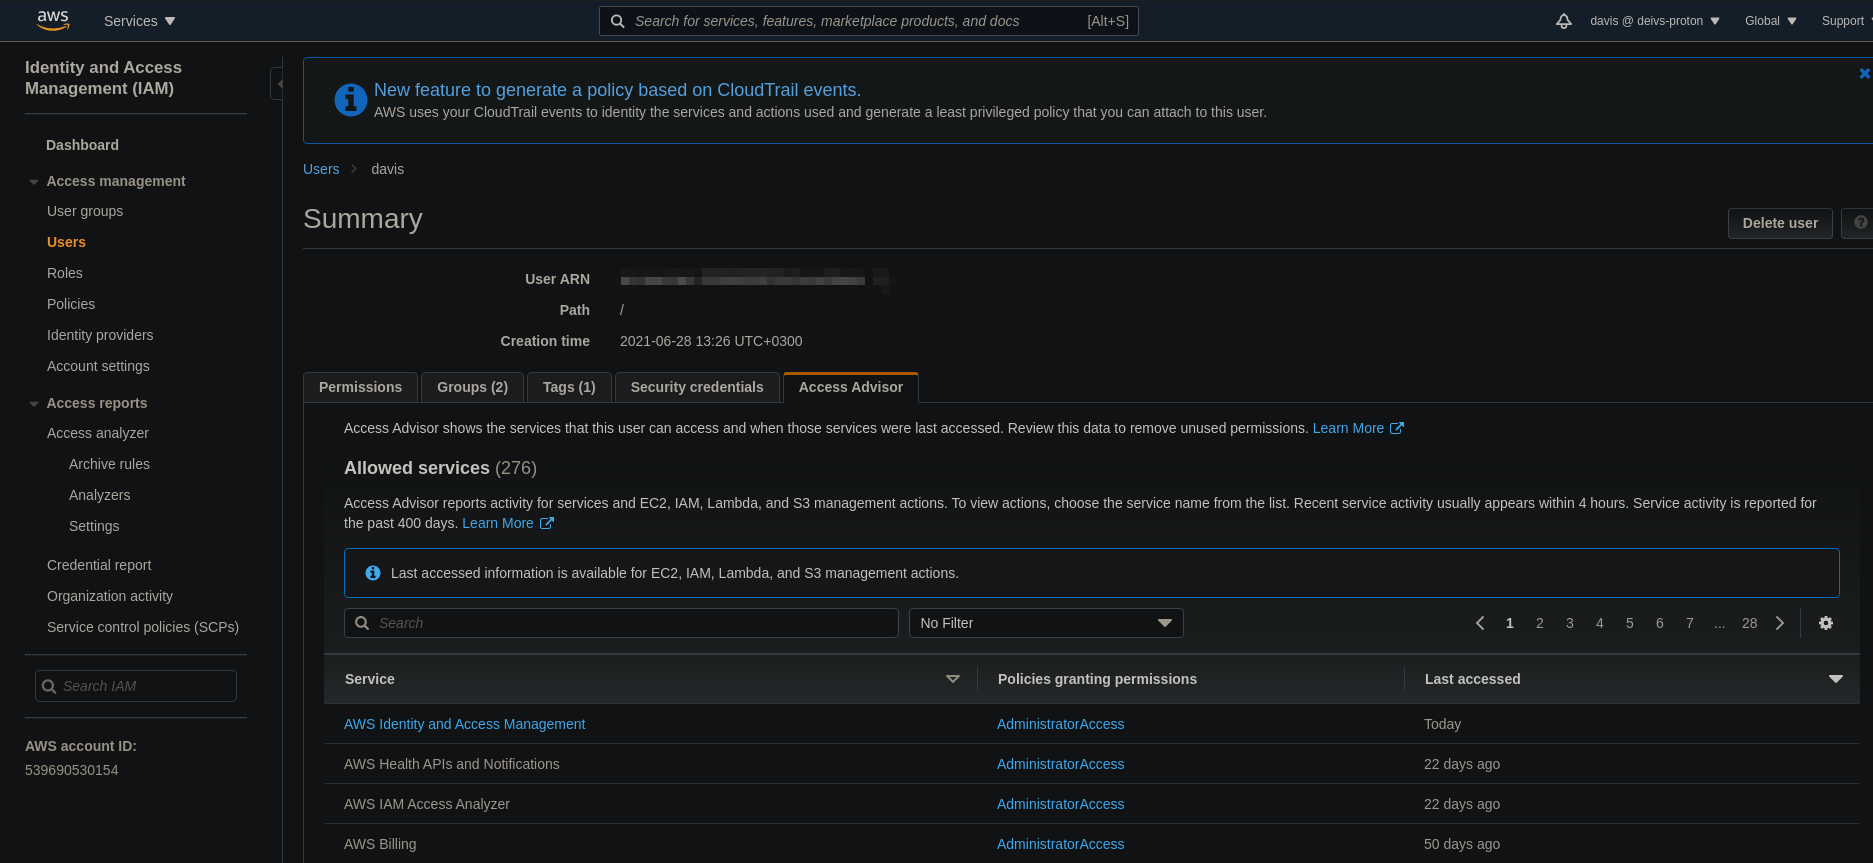 aws
Services
Search for services, features, marketplace products, and docs
[Alt+S]
davis @ deivs-proton
Global
Support
Identity and Access
Management (IAM)
Dashboard
Access management
User groups
Users
Roles
Policies
Identity providers
Account settings
Access reports
Access analyzer
Archive rules
Analyzers
Settings
Credential report
Organization activity
Service control policies (SCPs)
Search IAM
AWS account ID:
539690530154
New feature to generate a policy based on CloudTrail events.
AWS uses your CloudTrail events to identity the services and actions used and generate a least privileged policy that you can attach to this user.
Users
davis
Summary
Delete user
User ARN
Path /
Creation time 2021-06-28 13:26 UTC+0300
Permissions
Groups (2)
Tags (1)
Security credentials
Access Advisor
Access Advisor shows the services that this user can access and when those services were last accessed. Review this data to remove unused permissions. Learn More
Allowed services (276)
Access Advisor reports activity for services and EC2, IAM, Lambda, and S3 management actions. To view actions, choose the service name from the list. Recent service activity usually appears within 4 hours. Service activity is reported for
the past 400 days. Learn More
Last accessed information is available for EC2, IAM, Lambda, and S3 management actions.
Search
No Filter
1 2 3 4 5 6 7 ... 28
Service Policies granting permissions Last accessed
AWS Identity and Access Management AdministratorAccess Today
AWS Health APIs and Notifications AdministratorAccess 22 days ago
AWS IAM Access Analyzer AdministratorAccess 22 days ago
AWS Billing AdministratorAccess 50 days ago